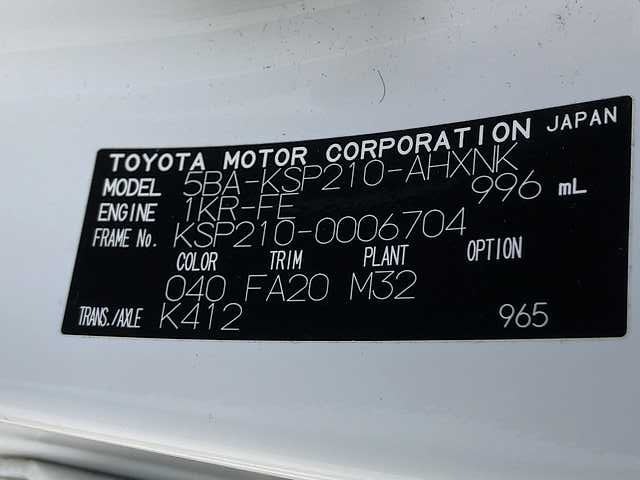 TOYOTA MOTOR CORPORATION JAPAN
MODEL 5BA-KSP210-AHXNK
ENGINE 1KR-FE 996 mL
FRAME No. KSP210-0006704
COLOR TRIM PLANT OPTION
040 FA20 M32
TRANS./AXLE K412 965